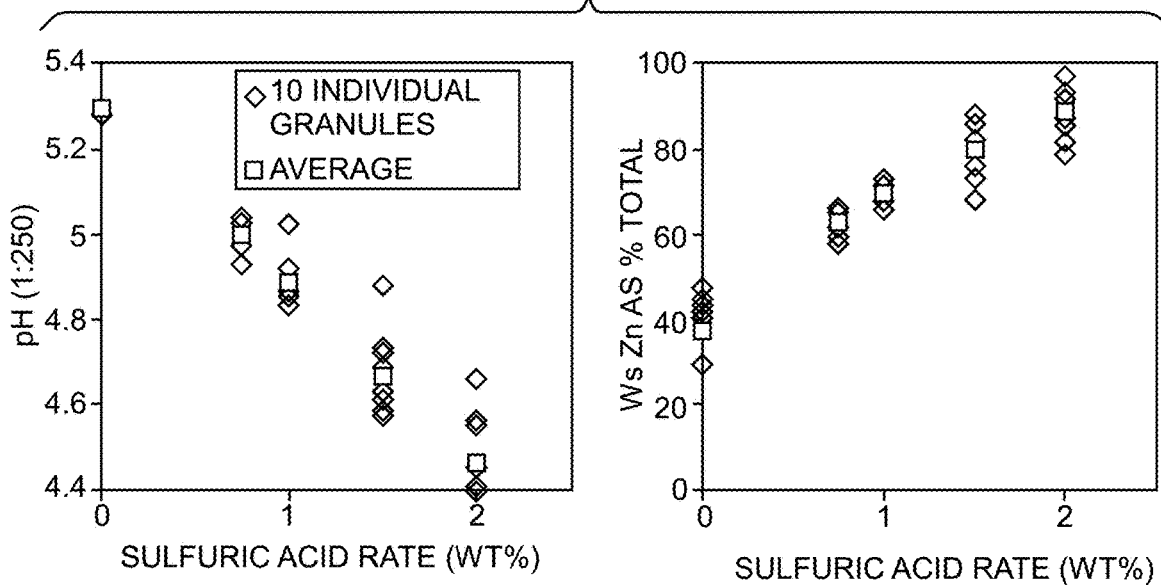 5.4
5.2
5
4.8
4.6
4.4
pH (1:250)
10 INDIVIDUAL
GRANULES
AVERAGE
0
1
2
SULFURIC ACID RATE (WT%)
100
80
60
40
20
0
Ws Zn AS % TOTAL
0
1
2
SULFURIC ACID RATE (WT%)